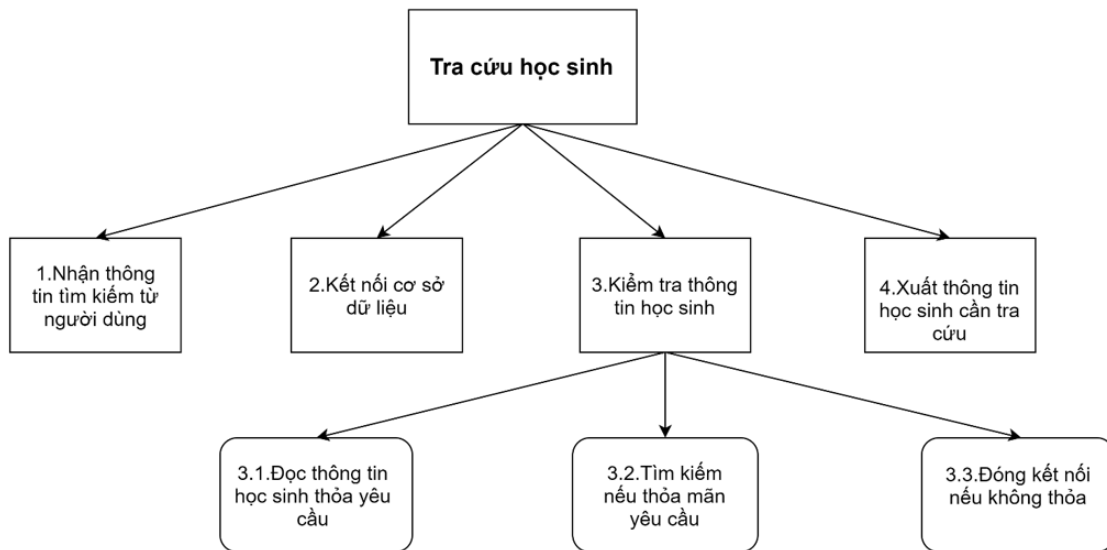 Tra cứu học sinh
1.Nhận thông
tin tìm kiếm từ
người dùng
2.Kết nối cơ sở
dữ liệu
3.Kiểm tra thông
tin học sinh
4.Xuất thông tin
học sinh cần tra
cứu
3.1.Đọc thông tin
học sinh thỏa yêu
cầu
3.2.Tìm kiếm
nếu thỏa mãn
yêu cầu
3.3.Đóng kết nối
nếu không thỏa